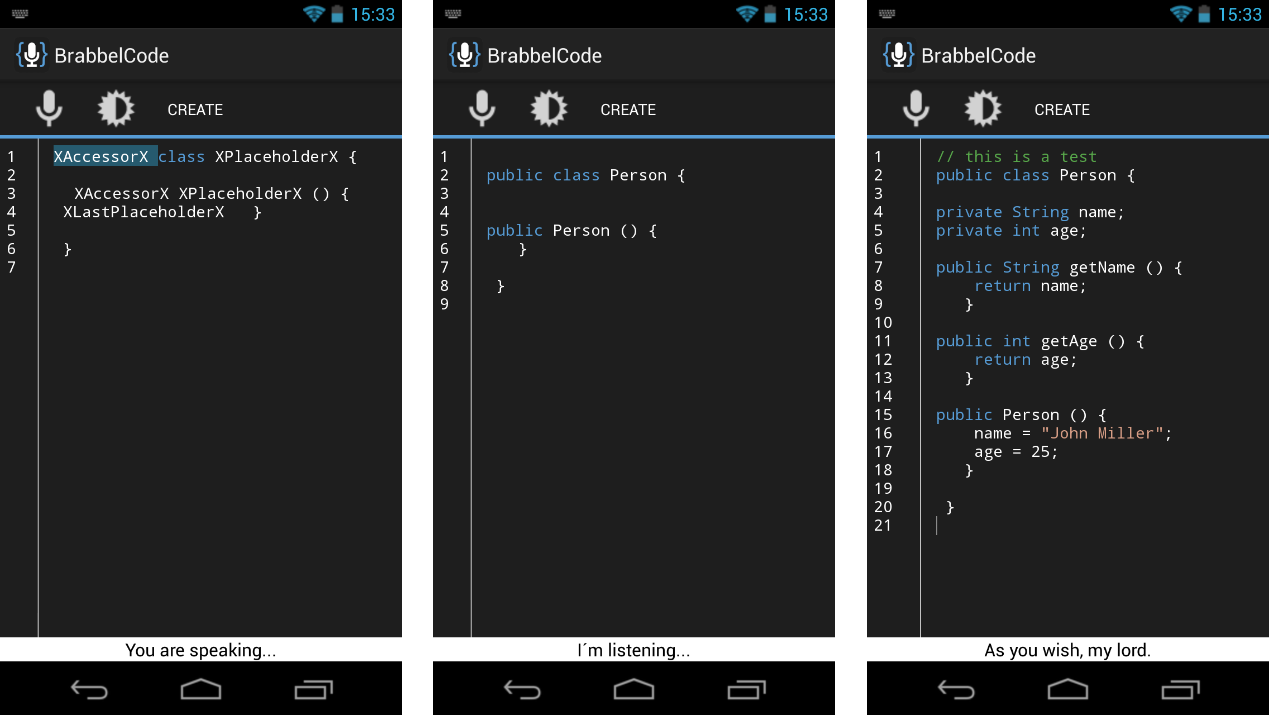 15:33
BrabbelCode
CREATE
1 XAccessorX class XPlaceholderX {
2
3 XAccessorX XPlaceholderX () {
4 XLastPlaceholderX }
5
6 }
7
You are speaking...
15:33
BrabbelCode
CREATE
1
2 public class Person {
3
4
5 public Person () {
6 }
7
8 }
9
I´m listening...
15:33
BrabbelCode
CREATE
1 // this is a test
2 public class Person {
3
4 private String name;
5 private int age;
6
7 public String getName () {
8 return name;
9 }
10
11 public int getAge () {
12 return age;
13 }
14
15 public Person () {
16 name = "John Miller";
17 age = 25;
18 }
19
20 }
21
As you wish, my lord.